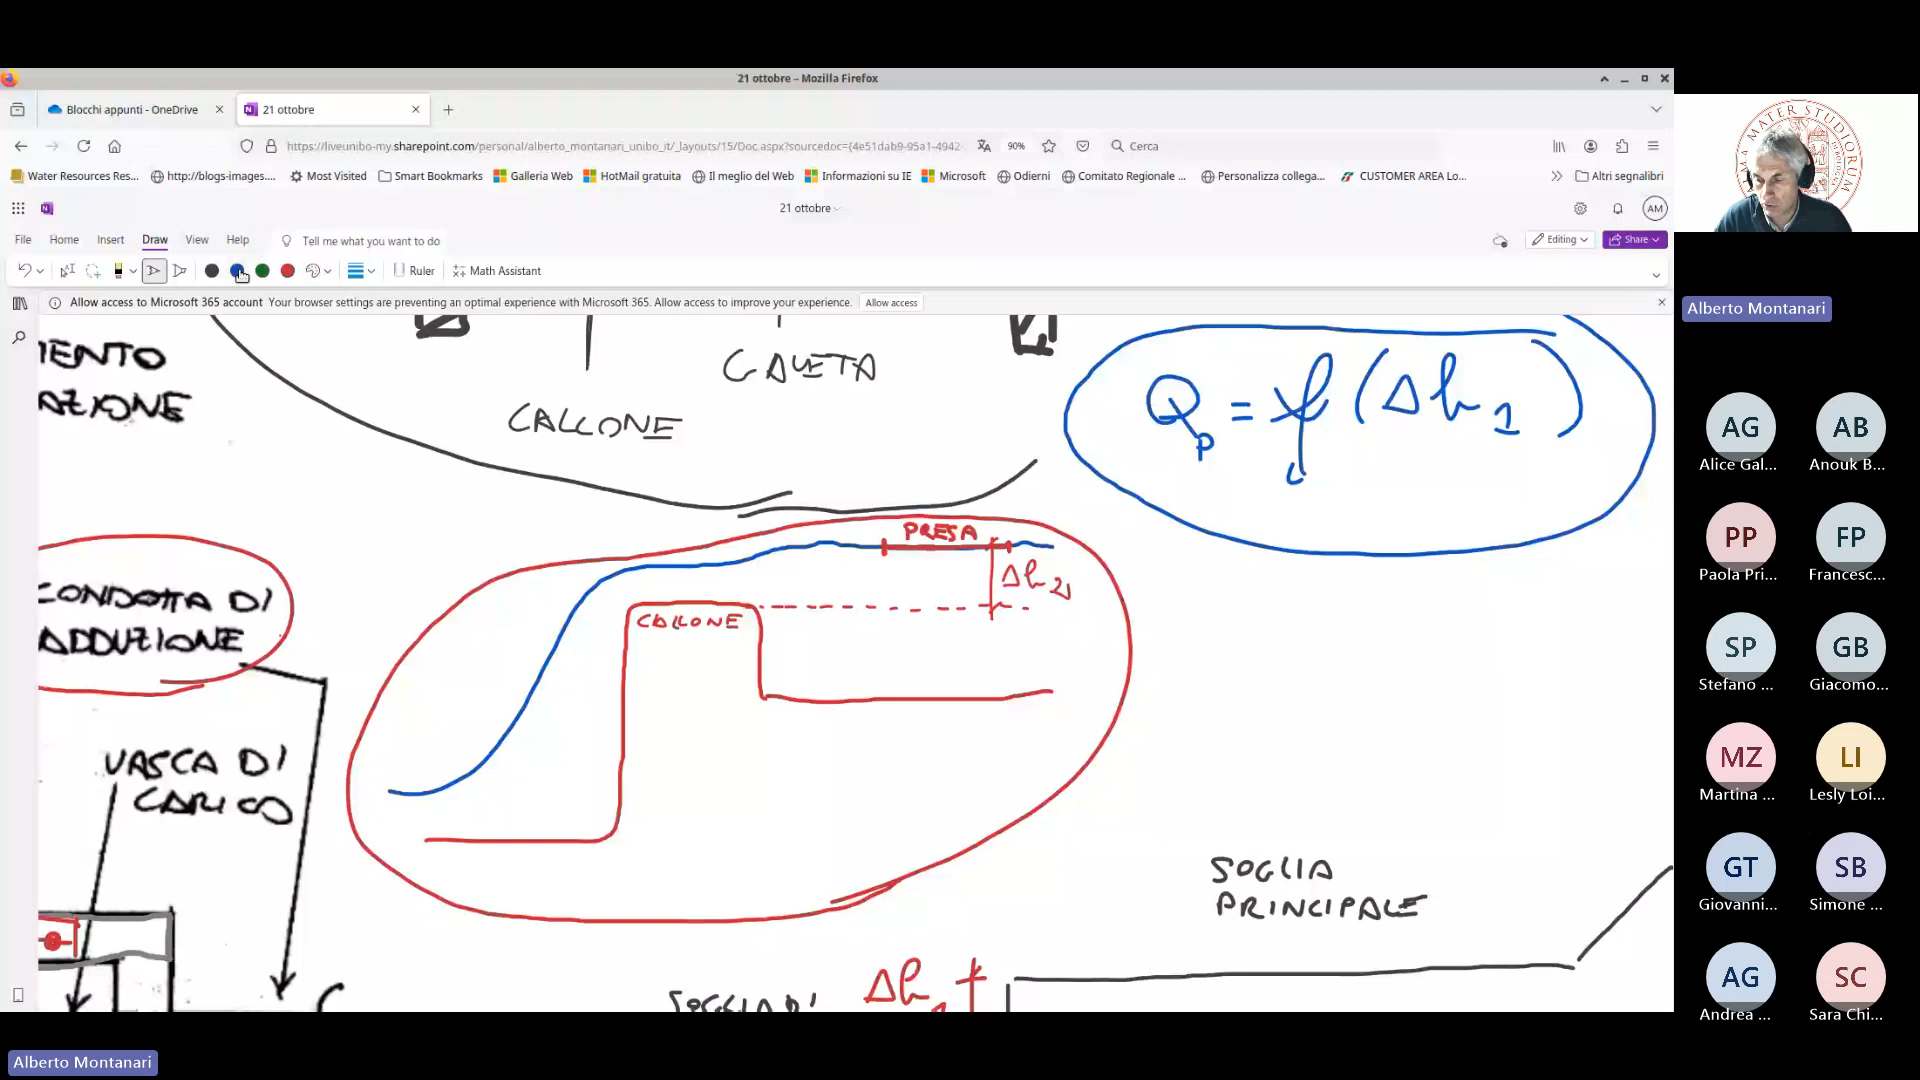 21 ottobre – Mozilla Firefox
Blocchi appunti - OneDrive
21 ottobre
https://liveunibo-my.sharepoint.com/personal/alberto_montanari_unibo_it/_layouts/15/Doc.aspx?sourcedoc={4e51dab9-95a1-4942-
90%
Cerca
Water Resources Res...
http://blogs-images....
Most Visited
Smart Bookmarks
Galleria Web
HotMail gratuita
Il meglio del Web
Informazioni su IE
Microsoft
Odierni
Comitato Regionale ...
Personalizza collega...
CUSTOMER AREA Lo...
Altri segnalibri
21 ottobre
AM
File Home Insert Draw View Help
Tell me what you want to do
Editing
Share
Ruler
Math Assistant
Allow access to Microsoft 365 account Your browser settings are preventing an optimal experience with Microsoft 365. Allow access to improve your experience.
Allow access
GAVETA
CALLONE
PRESA
Δh2
CALLONE
CONDOTTA DI
ADDUZIONE
VASCA DI
CARICO
SOGLIA
PRINCIPALE
SOGLIA DI
Δh
Alberto Montanari
AG
Alice Gal...
AB
Anouk B...
PP
Paola Pri...
FP
Francesc...
SP
Stefano ...
GB
Giacomo...
MZ
Martina ...
LI
Lesly Loi...
GT
Giovanni...
SB
Simone ...
AG
Andrea ...
SC
Sara Chi...
Alberto Montanari